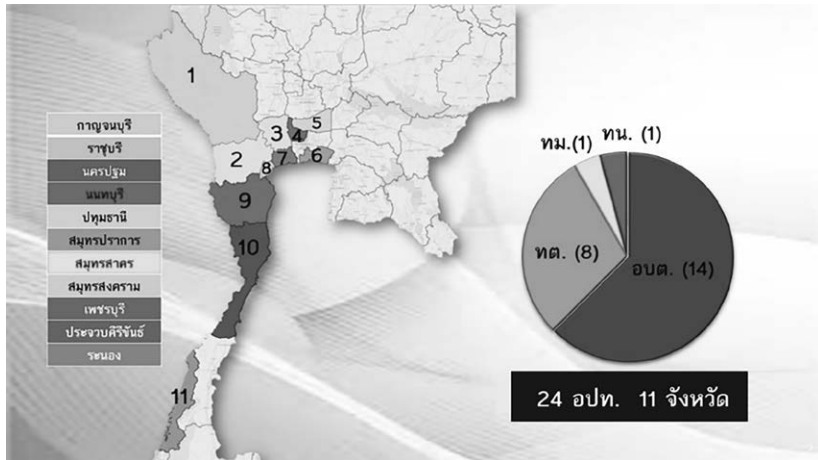 กาญจนบุรี
ราชบุรี
นครปฐม
นนทบุรี
ปทุมธานี
สมุทรปราการ
สมุทรสาคร
สมุทรสงคราม
เพชรบุรี
ประจวบคีรีขันธ์
ระนอง
1
2
3
4
5
6
7
8
9
10
11
ทม.(1)
ทน. (1)
ทต. (8)
อบต. (14)
24 อปท. 11 จังหวัด